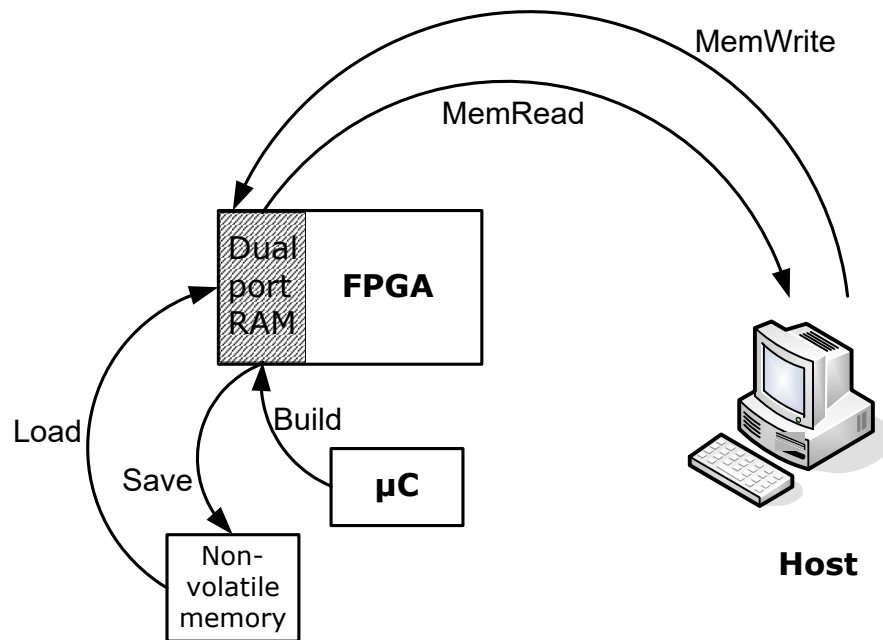 MemWrite
MemRead
Dual
port
RAM
FPGA
Load
Build
Save
µC
Non-
volatile
memory
Host